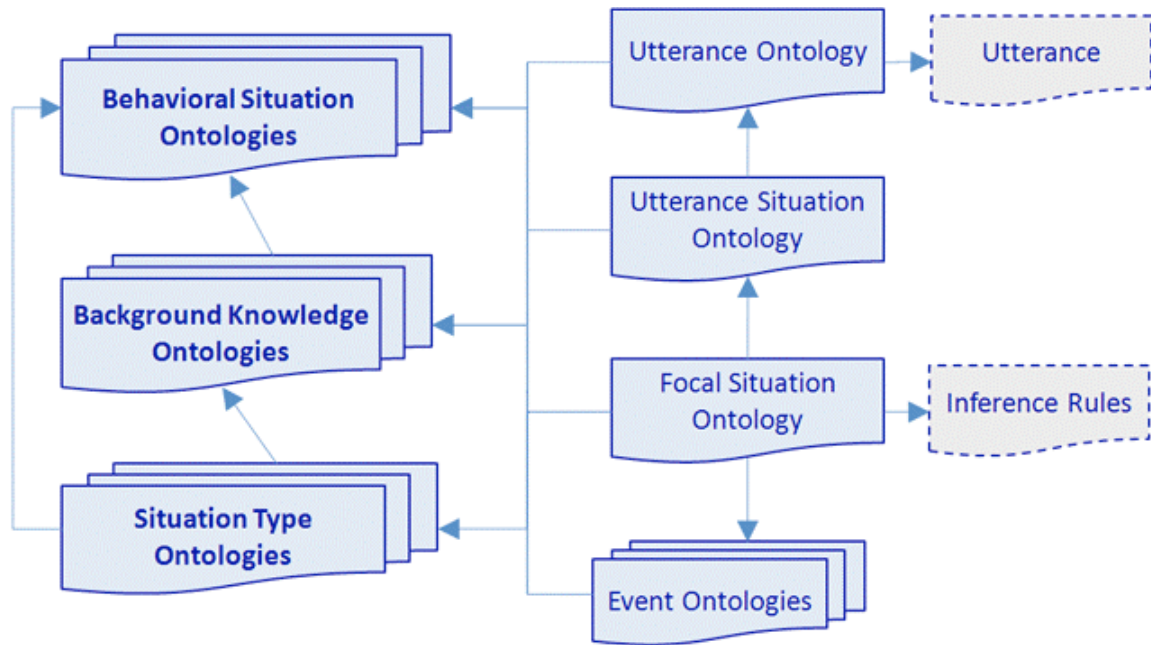 Behavioral Situation
Ontologies
Background Knowledge
Ontologies
Situation Type
Ontologies
Utterance Ontology
Utterance
Utterance Situation
Ontology
Focal Situation
Ontology
Inference Rules
Event Ontologies